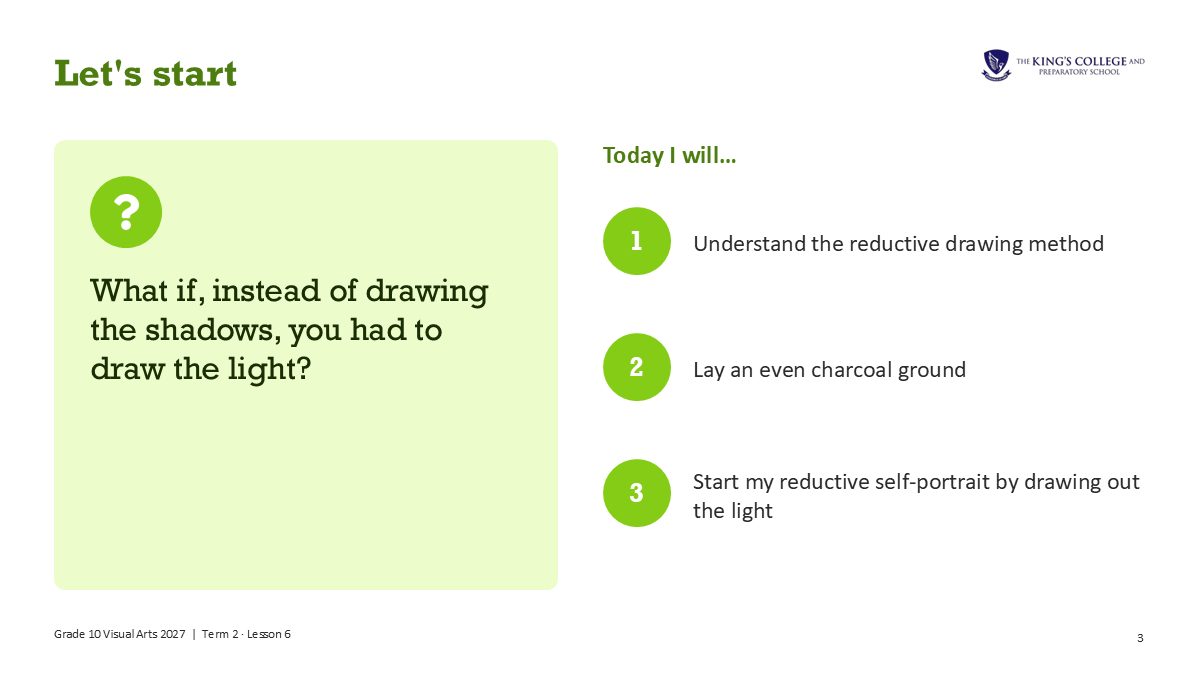 Let's start
THE KING'S COLLEGE AND
PREPARATORY SCHOOL
?
What if, instead of drawing
the shadows, you had to
draw the light?
Today I will...
1
Understand the reductive drawing method
2
Lay an even charcoal ground
3
Start my reductive self-portrait by drawing out
the light
Grade 10 Visual Arts 2027 | Term 2 · Lesson 6
3